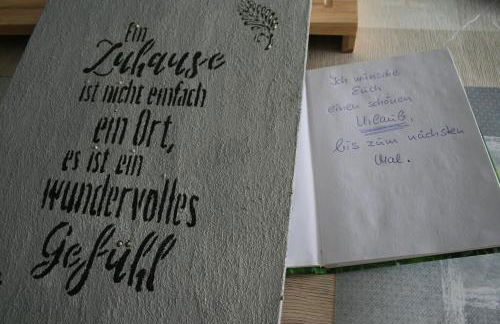 Ein
Zuhause
ist nicht einfach
ein Ort,
es ist ein
wundervolles
Gefühl
Ich wünsche
Euch
einen schönen
Urlaub,
bis zum nächsten
Mal.